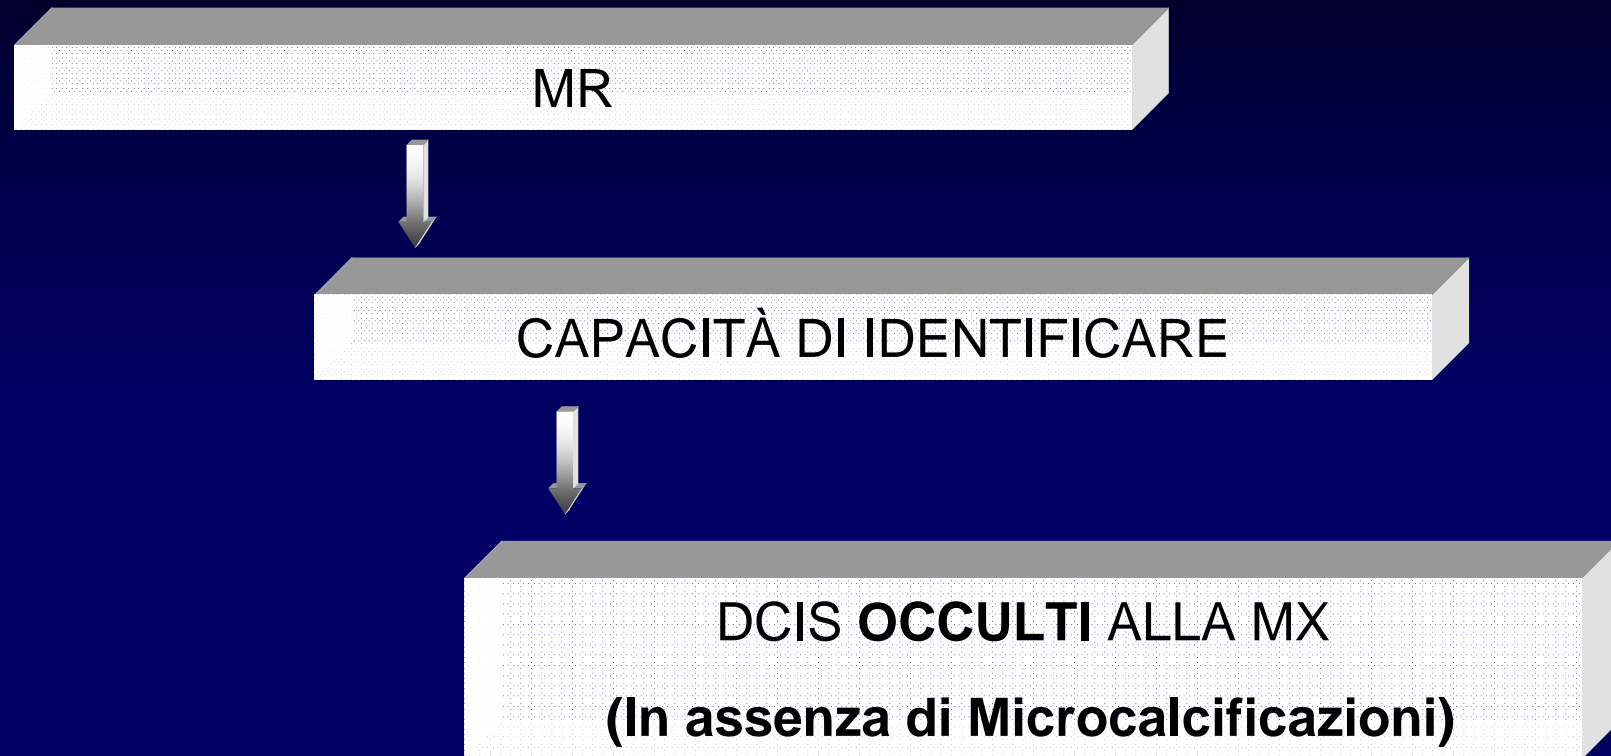 MR
CAPACITÀ DI IDENTIFICARE
DCIS OCCULTI ALLA MX
(In assenza di Microcalcificazioni)